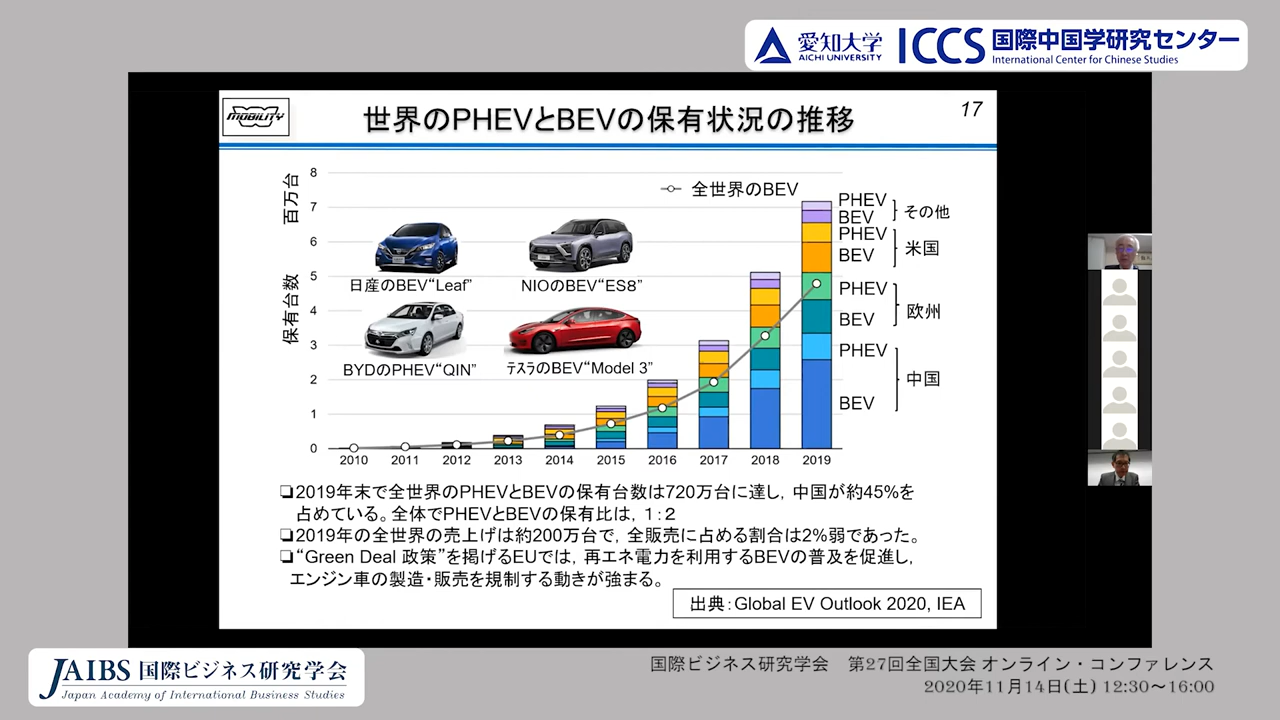 愛知大学
AICHI UNIVERSITY
ICCS 国際中国学研究センター
International Center for Chinese Studies
MOBILITY
世界のPHEVとBEVの保有状況の推移
17
保有台数 百万台
8
7
6
5
4
3
2
1
0
全世界のBEV
日産のBEV“Leaf”
NIOのBEV“ES8”
BYDのPHEV“QIN”
テスラのBEV“Model 3”
PHEV
BEV
その他
PHEV
BEV
米国
PHEV
BEV
欧州
PHEV
BEV
中国
2010 2011 2012 2013 2014 2015 2016 2017 2018 2019
❏2019年末で全世界のPHEVとBEVの保有台数は720万台に達し，中国が約45%を
占めている。全体でPHEVとBEVの保有比は，１：２
❏2019年の全世界の売上げは約200万台で，全販売に占める割合は2%弱であった。
❏“Green Deal 政策”を掲げるEUでは，再エネ電力を利用するBEVの普及を促進し，
エンジン車の製造・販売を規制する動きが強まる。
出典：Global EV Outlook 2020, IEA
JAIBS 国際ビジネス研究学会
Japan Academy of International Business Studies
国際ビジネス研究学会　第27回全国大会 オンライン・コンファレンス
2020年11月14日(土) 12:30～16:00